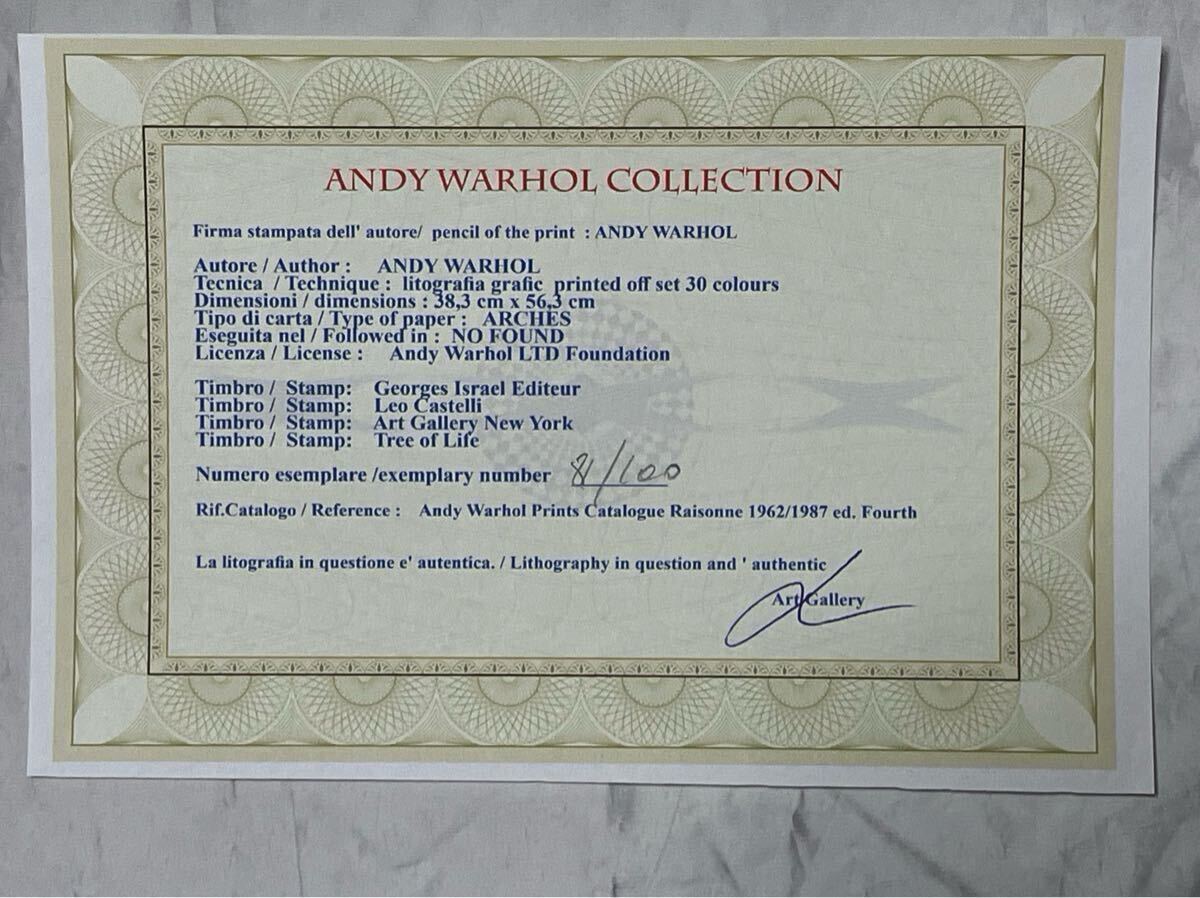 ANDY WARHOL COLLECTION
Firma stampata dell' autore/ pencil of the print : ANDY WARHOL
Autore / Author : ANDY WARHOL
Tecnica / Technique : litografia grafic printed off set 30 colours
Dimensioni / dimensions : 38,3 cm x 56,3 cm
Tipo di carta / Type of paper : ARCHES
Eseguita nel / Followed in : NO FOUND
Licenza / License : Andy Warhol LTD Foundation
Timbro / Stamp: Georges Israel Editeur
Timbro / Stamp: Leo Castelli
Timbro / Stamp: Art Gallery New York
Timbro / Stamp: Tree of Life
Numero esemplare /exemplary number 81/100
Rif.Catalogo / Reference : Andy Warhol Prints Catalogue Raisonne 1962/1987 ed. Fourth
La litografia in questione e' autentica. / Lithography in question and ' authentic
Art Gallery